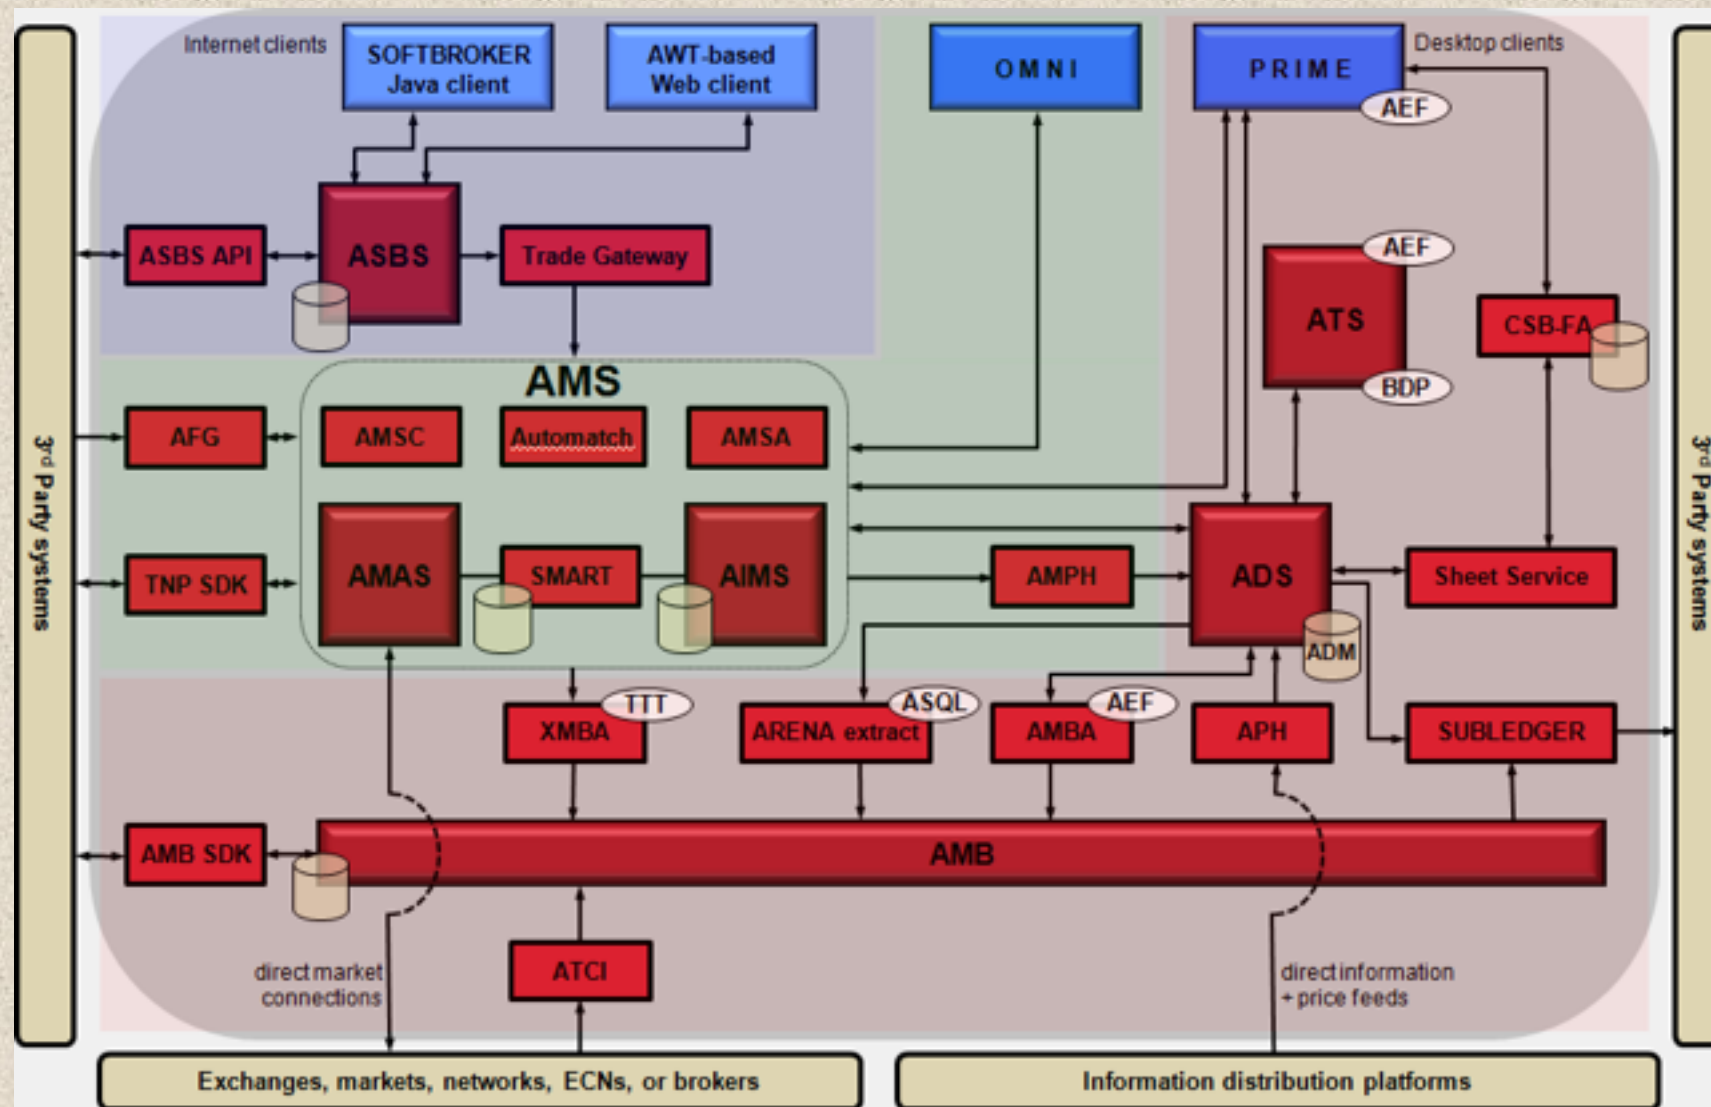 Internet clients
SOFTBROKER
Java client
AWT-based
Web client
OMNI
PRIME
Desktop clients
AEF
ASBS API
ASBS
Trade Gateway
AEF
ATS
BDP
CSB-FA
AMS
AFG
AMSC
Automatch
AMSA
3rd Party systems
3rd Party systems
TNP SDK
AMAS
SMART
AIMS
AMPH
ADS
Sheet Service
ADM
TTT
XMBA
ASQL
ARENA extract
AEF
AMBA
APH
SUBLEDGER
AMB SDK
AMB
direct market
connections
ATCI
direct information
+ price feeds
Exchanges, markets, networks, ECNs, or brokers
Information distribution platforms